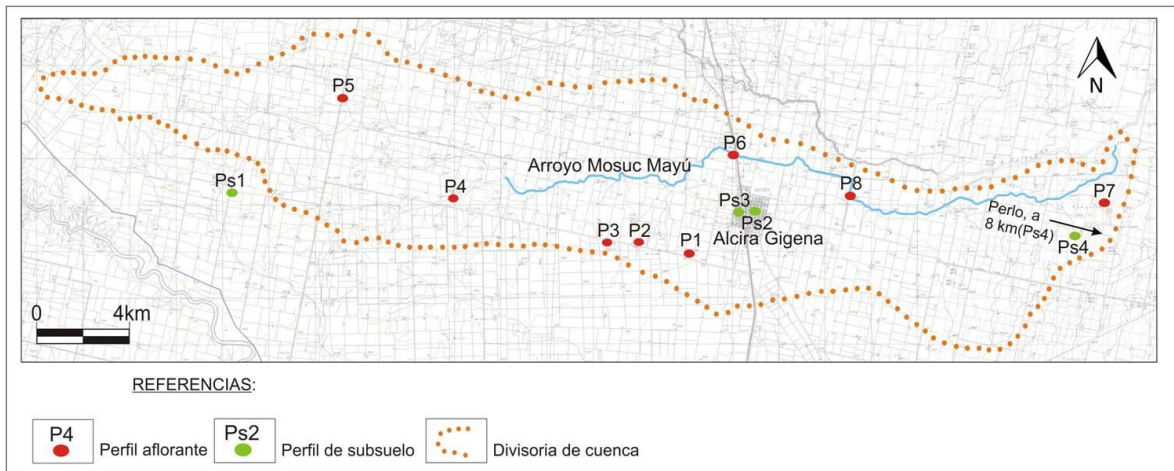 P5
N
P6
Arroyo Mosuc Mayú
Ps1
P4
P8
P7
Ps3
Ps2
Perlo, a
8 km(Ps4)
P3
P2
Alcira Gigena
P1
Ps4
0
4km
REFERENCIAS:
P4
Perfil aflorante
Ps2
Perfil de subsuelo
Divisoria de cuenca